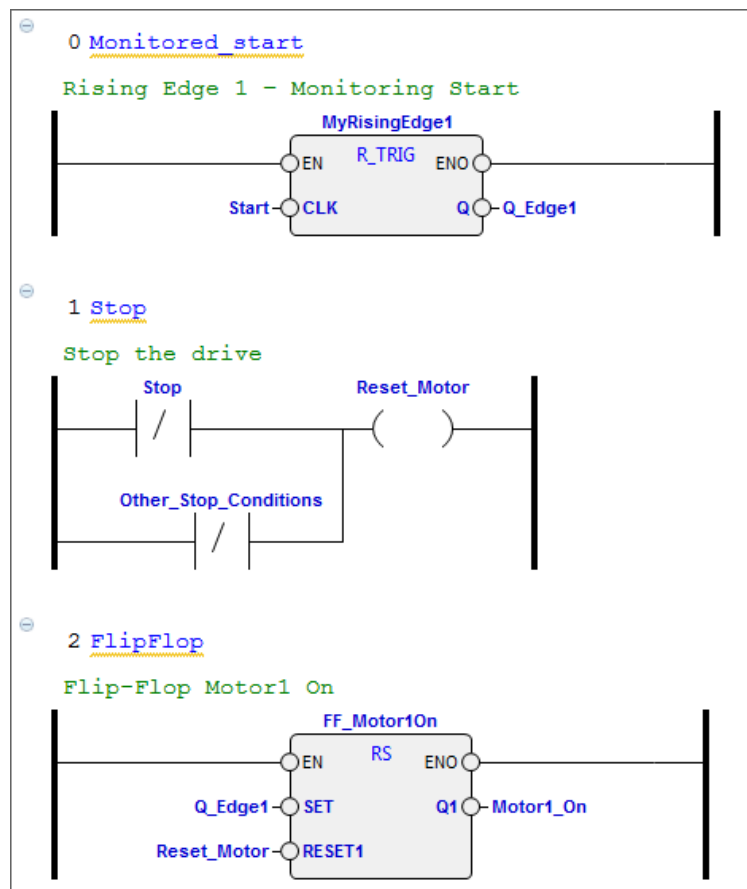 0 Monitored_start
Rising Edge 1 – Monitoring Start
MyRisingEdge1
R_TRIG
EN ENO
Start CLK Q Q_Edge1
1 Stop
Stop the drive
Stop Reset_Motor
/ ( )
Other_Stop_Conditions
/
2 FlipFlop
Flip-Flop Motor1 On
FF_Motor1On
RS
EN ENO
Q_Edge1 SET Q1 Motor1_On
Reset_Motor RESET1